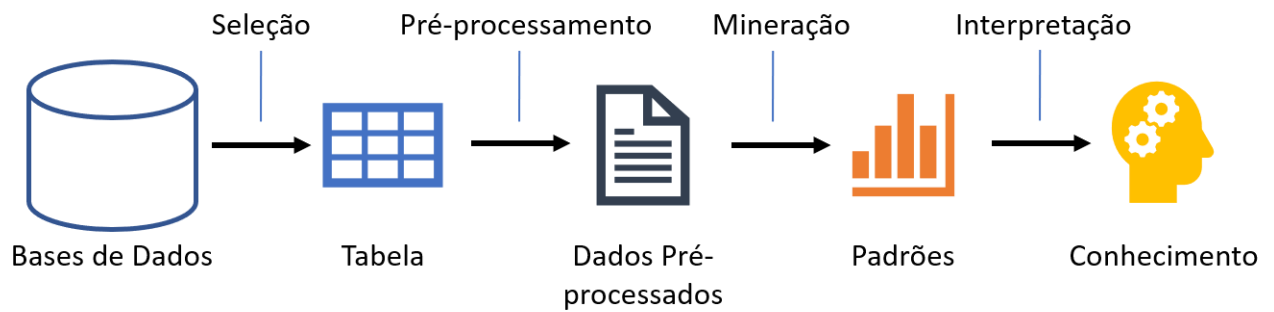 Seleção
Pré-processamento
Mineração
Interpretação
Bases de Dados
Tabela
Dados Pré-
processados
Padrões
Conhecimento